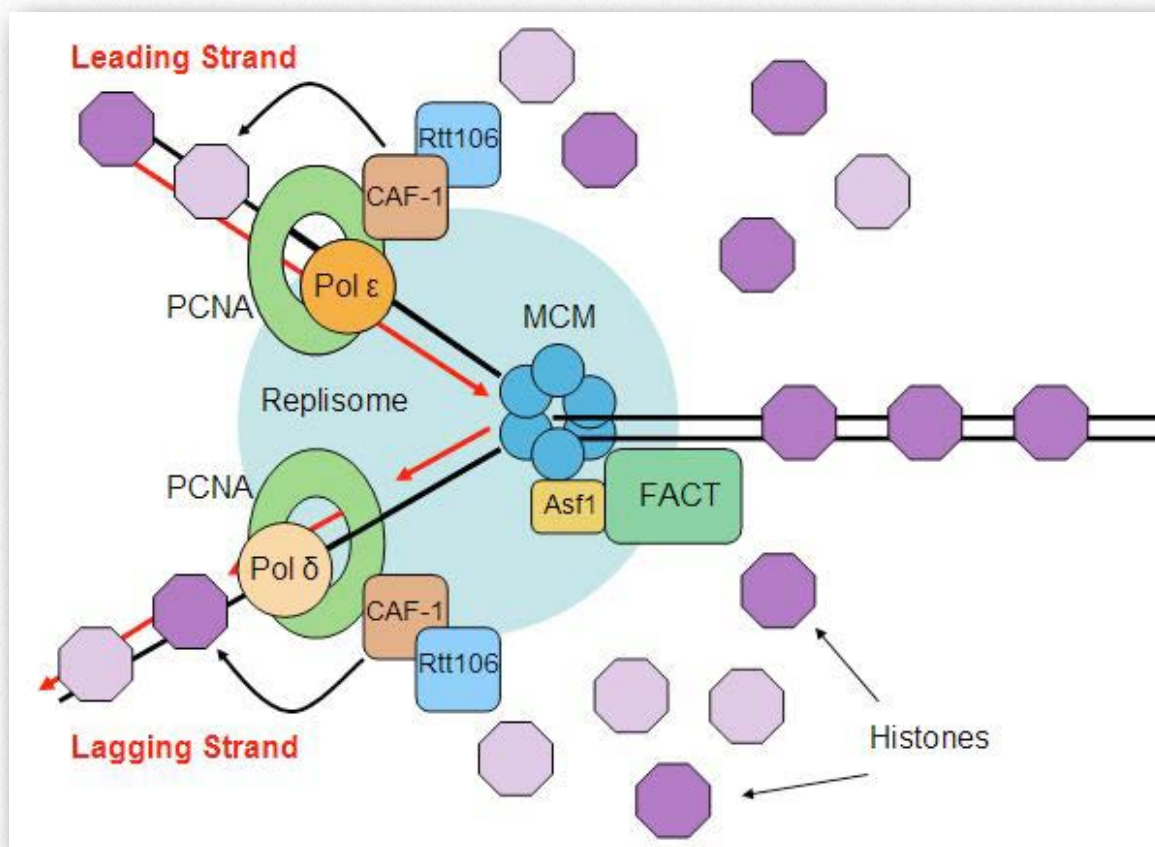 Leading Strand
Rtt106
CAF-1
Pol ε
PCNA
MCM
Replisome
PCNA
Asf1
FACT
Pol δ
CAF-1
Rtt106
Lagging Strand
Histones